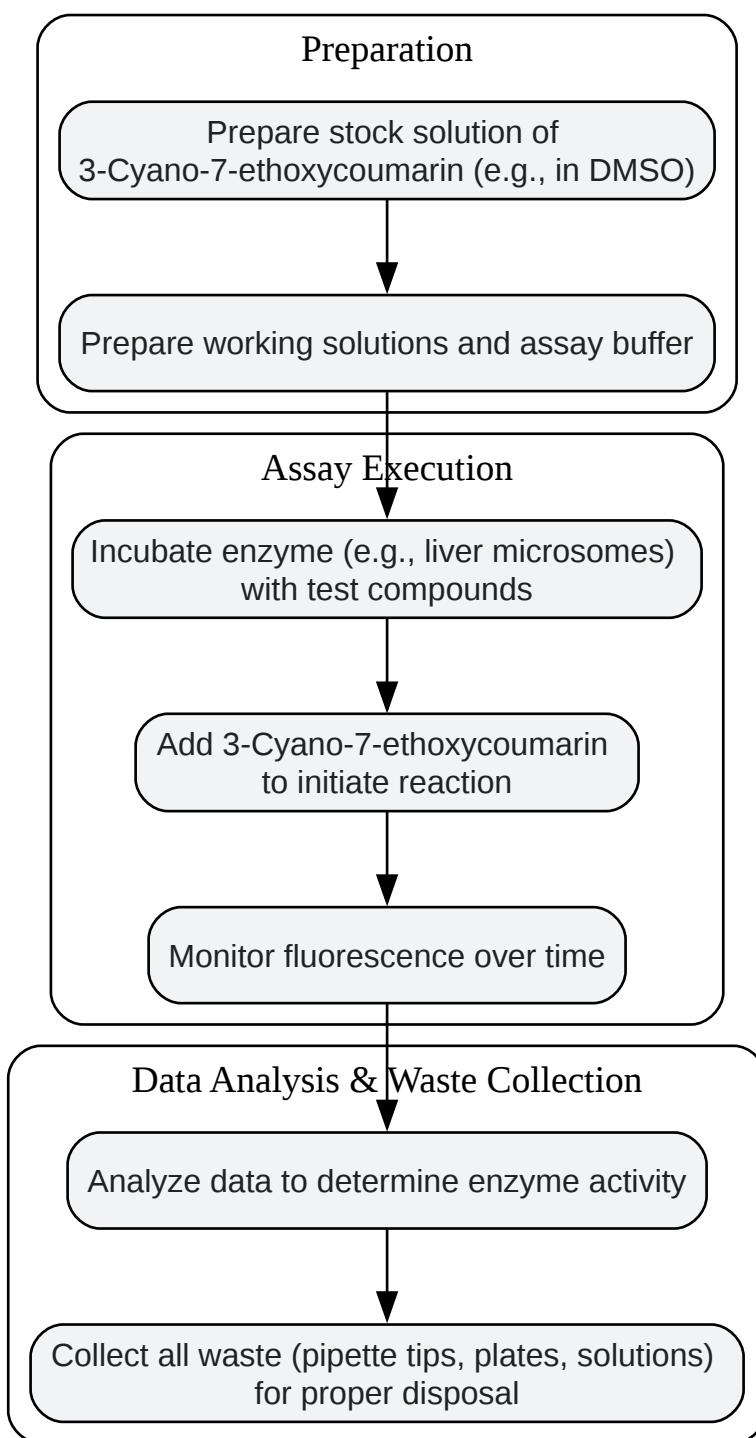 Preparation
Prepare stock solution of
3-Cyano-7-ethoxycoumarin (e.g., in DMSO)
Prepare working solutions and assay buffer
Assay Execution
Incubate enzyme (e.g., liver microsomes)
with test compounds
Add 3-Cyano-7-ethoxycoumarin
to initiate reaction
Monitor fluorescence over time
Data Analysis & Waste Collection
Analyze data to determine enzyme activity
Collect all waste (pipette tips, plates, solutions)
for proper disposal